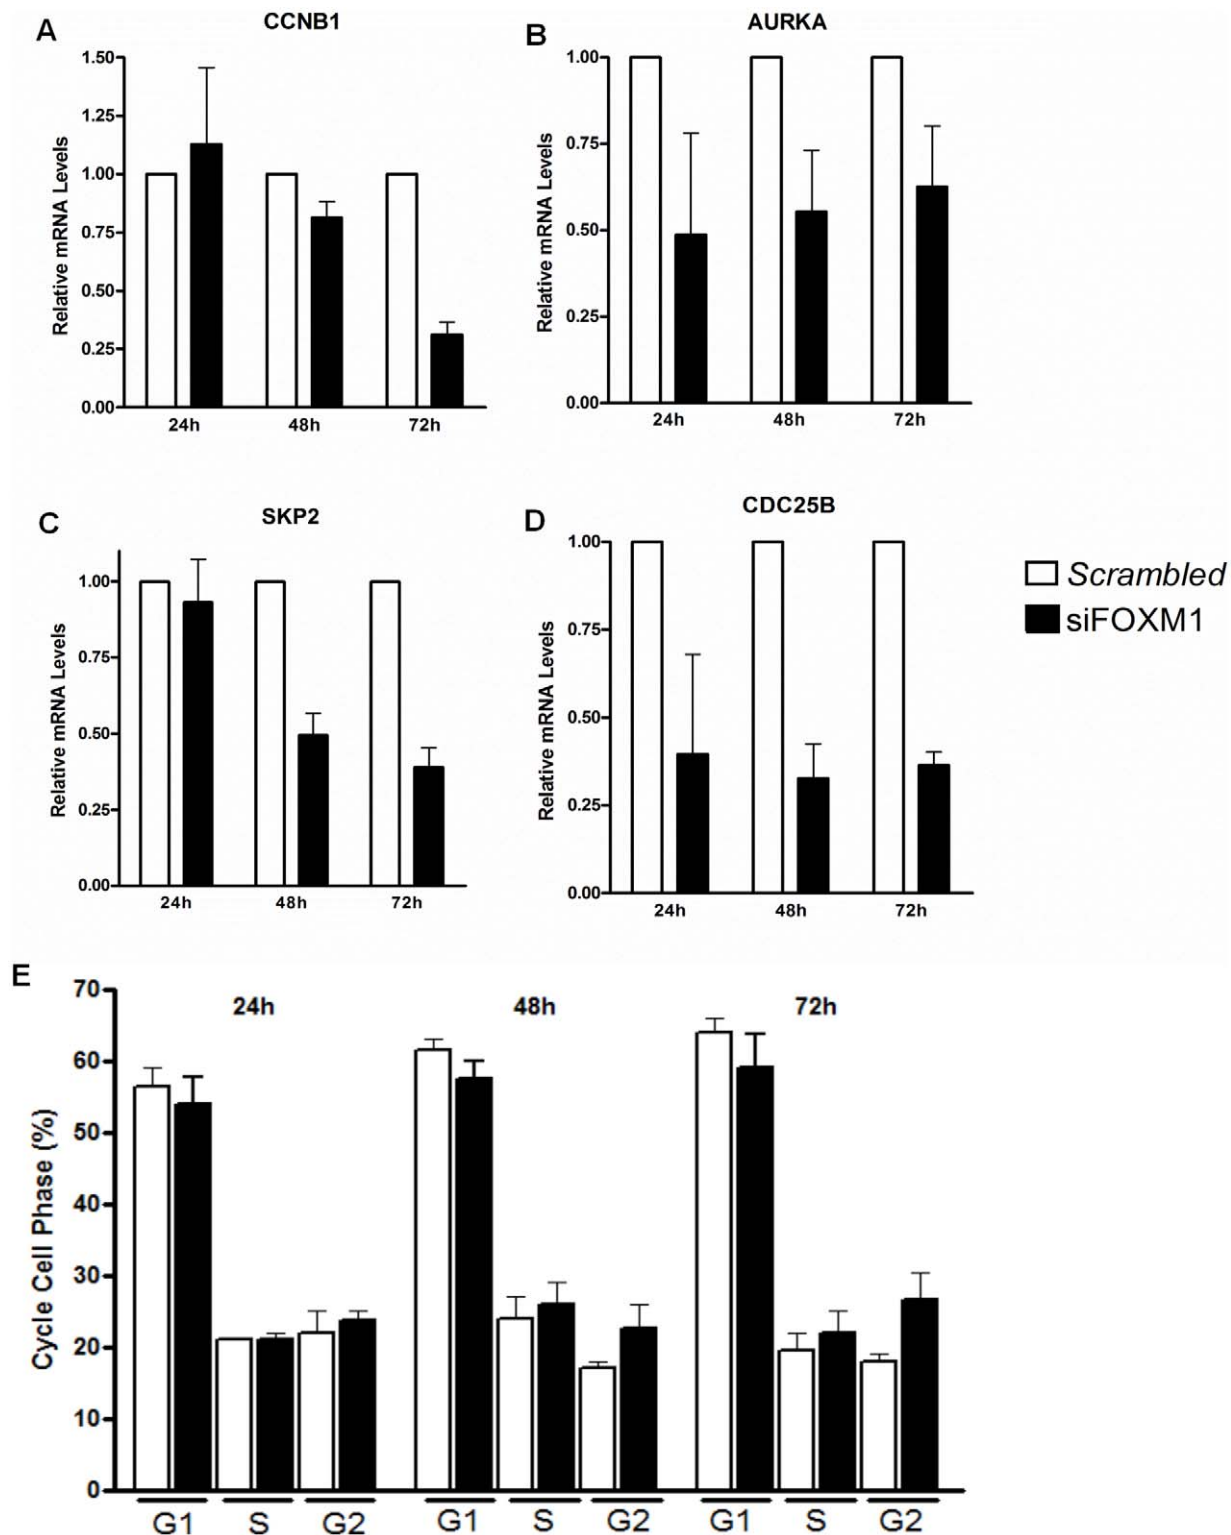 A
CCNB1
Relative mRNA Levels
1.50
1.25
1.00
0.75
0.50
0.25
0.00
24h 48h 72h
B
AURKA
Relative mRNA Levels
1.00
0.75
0.50
0.25
0.00
24h 48h 72h
C
SKP2
Relative mRNA Levels
1.00
0.75
0.50
0.25
0.00
24h 48h 72h
D
CDC25B
Relative mRNA Levels
1.00
0.75
0.50
0.25
0.00
24h 48h 72h
Scrambled
siFOXM1
E
Cycle Cell Phase (%)
70
60
50
40
30
20
10
0
24h 48h 72h
G1 S G2 G1 S G2 G1 S G2